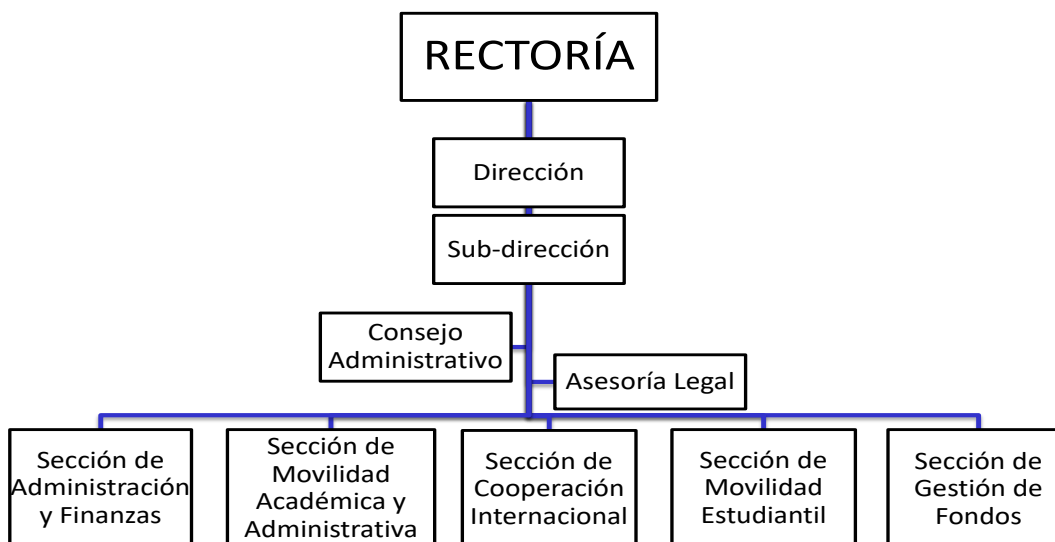 RECTORÍA
Dirección
Sub-dirección
Consejo
Administrativo
Asesoría Legal
Sección de
Administración
y Finanzas
Sección de
Movilidad
Académica y
Administrativa
Sección de
Cooperación
Internacional
Sección de
Movilidad
Estudiantil
Sección de
Gestión de
Fondos